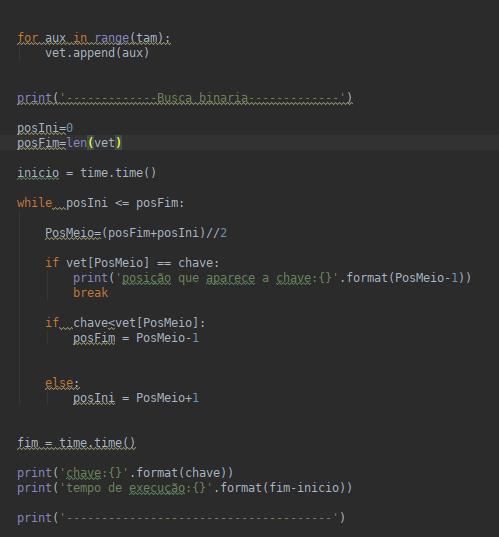 for aux in range(tam):
    vet.append(aux)
print('-------------Busca binaria-------------')
posIni=0
posFim=len(vet)
inicio = time.time()
while  posIni <= posFim:
    PosMeio=(posFim+posIni)//2
    if vet[PosMeio] == chave:
        print('posição que aparece a chave:{}'.format(PosMeio-1))
        break
    if  chave<vet[PosMeio]:
        posFim = PosMeio-1
    else:
        posIni = PosMeio+1
fim = time.time()
print('chave:{}'.format(chave))
print('tempo de execução:{}'.format(fim-inicio))
print('--------------------------------------')